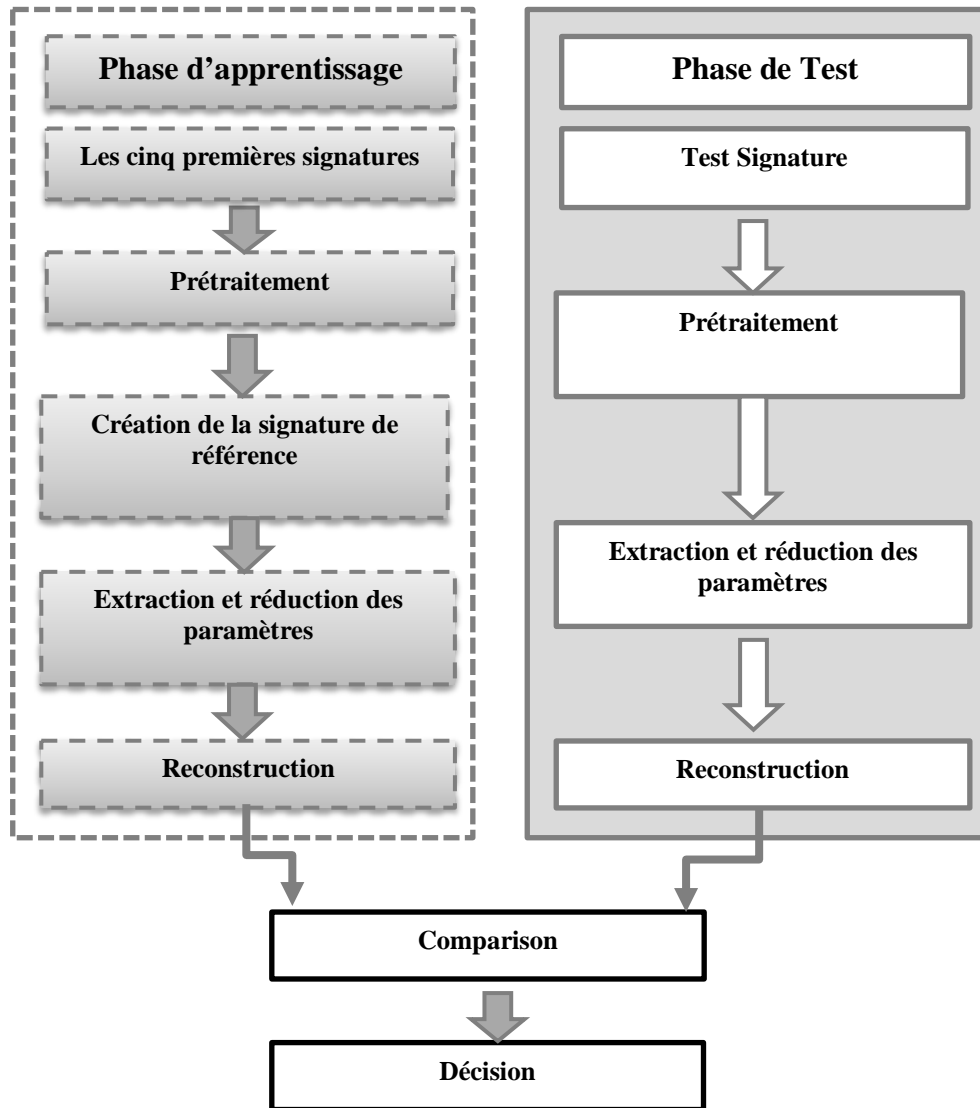 Phase d’apprentissage
Les cinq premières signatures
Prétraitement
Création de la signature de
référence
Extraction et réduction des
paramètres
Reconstruction
Phase de Test
Test Signature
Prétraitement
Extraction et réduction des
paramètres
Reconstruction
Comparison
Décision